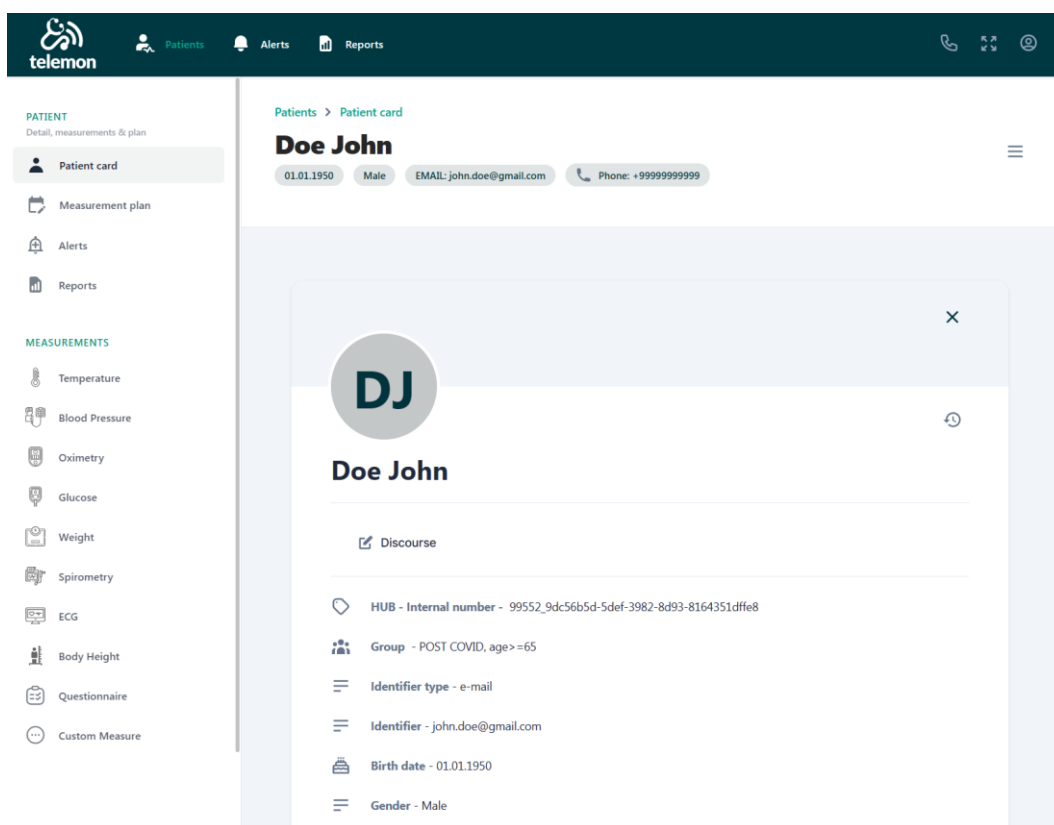 telemon
Patients
Alerts
Reports
PATIENT
Detail, measurements & plan
Patient card
Measurement plan
Alerts
Reports
MEASUREMENTS
Temperature
Blood Pressure
Oximetry
Glucose
Weight
Spirometry
ECG
Body Height
Questionnaire
Custom Measure
Patients > Patient card
Doe John
01.01.1950 Male EMAIL: john.doe@gmail.com Phone: +99999999999
DJ
Doe John
Discourse
HUB - Internal number - 99552_9dc56b5d-5def-3982-8d93-8164351dffe8
Group - POST COVID, age>=65
Identifier type - e-mail
Identifier - john.doe@gmail.com
Birth date - 01.01.1950
Gender - Male